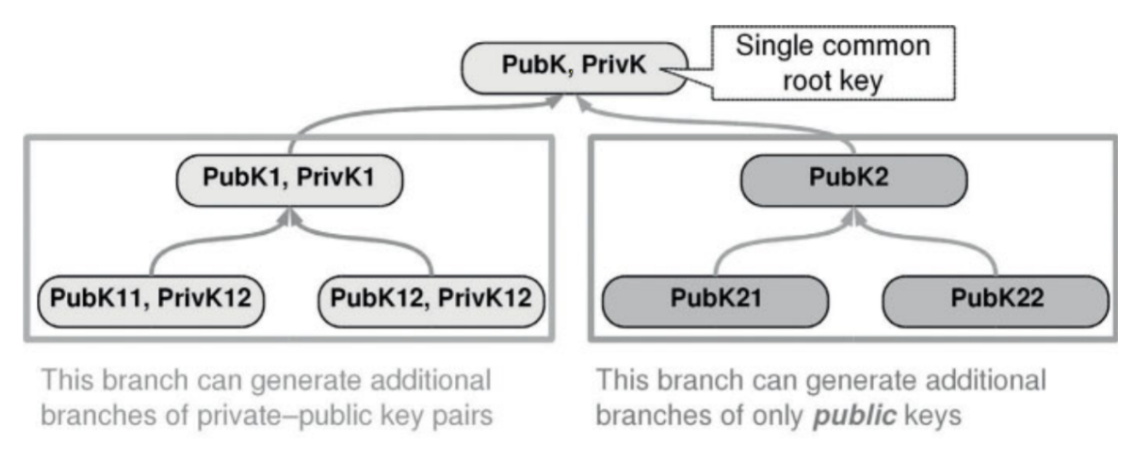 PubK, PrivK
Single common
root key
PubK1, PrivK1
PubK2
PubK11, PrivK12
PubK12, PrivK12
PubK21
PubK22
This branch can generate additional
branches of private–public key pairs
This branch can generate additional
branches of only public keys